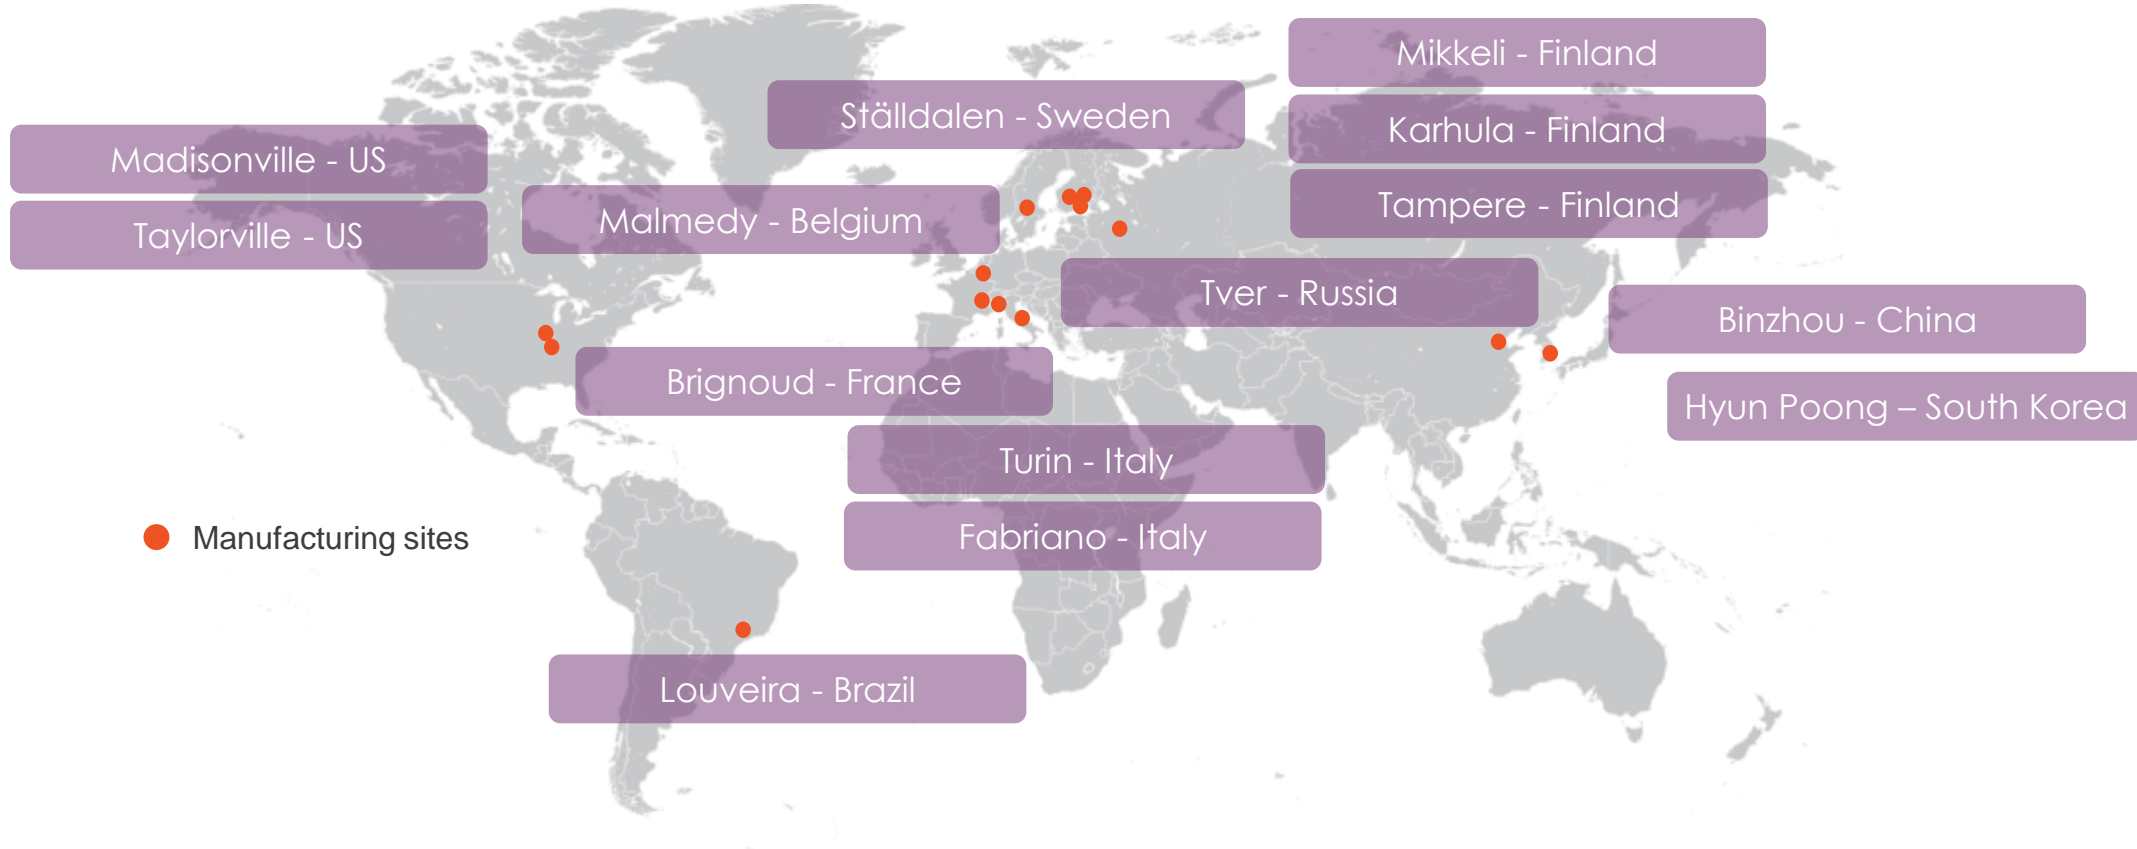 Mikkeli - Finland
Ställdalen - Sweden
Karhula - Finland
Madisonville - US
Tampere - Finland
Taylorville - US
Malmedy - Belgium
Tver - Russia
Binzhou - China
Brignoud - France
Hyun Poong – South Korea
Turin - Italy
Fabriano - Italy
Manufacturing sites
Louveira - Brazil